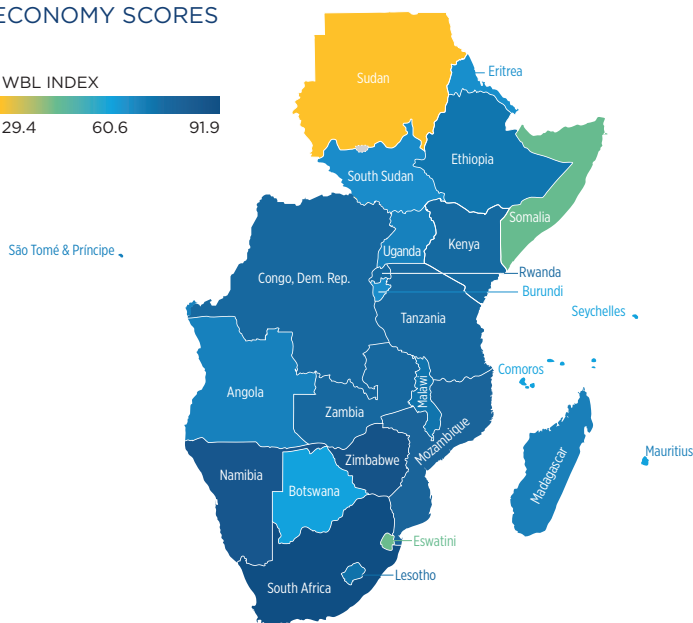 ECONOMY SCORES
WBL INDEX
29.4 60.6 91.9
Sudan
Eritrea
Ethiopia
South Sudan
Somalia
Uganda
Kenya
São Tomé & Príncipe
Congo, Dem. Rep.
Rwanda
Burundi
Seychelles
Tanzania
Comoros
Angola
Malawi
Zambia
Mozambique
Zimbabwe
Mauritius
Namibia
Botswana
Madagascar
Eswatini
Lesotho
South Africa